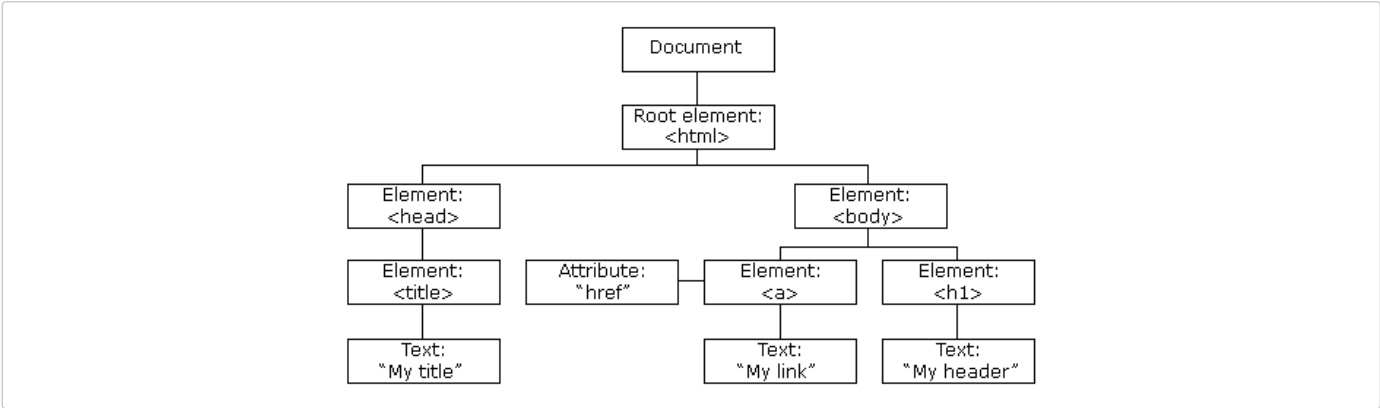 Document
Root element:
<html>
Element:
<head>
Element:
<body>
Element:
<title>
Attribute:
“href”
Element:
<a>
Element:
<h1>
Text:
“My title”
Text:
“My link”
Text:
“My header”